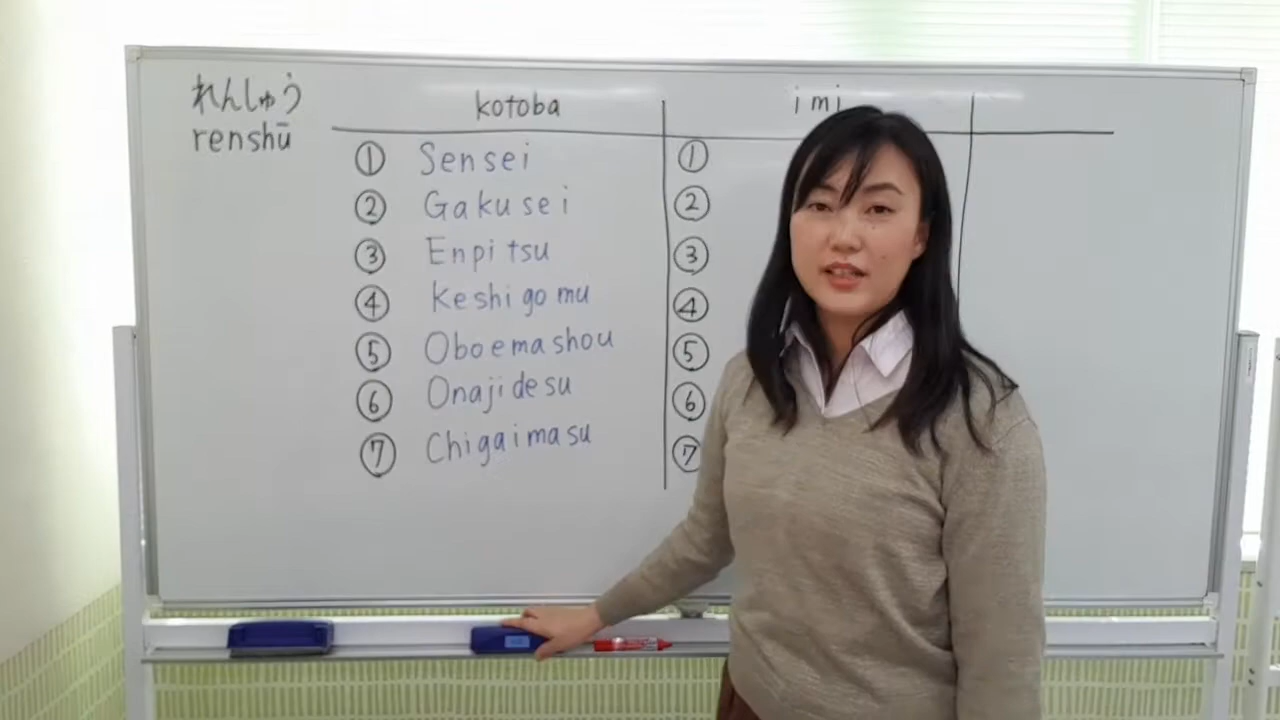 れんしゅう
renshū
kotoba imi
① Sensei ①
② Gakusei ②
③ Enpitsu ③
④ Keshigomu ④
⑤ Oboemashou ⑤
⑥ Onajidesu ⑥
⑦ Chigaimasu ⑦